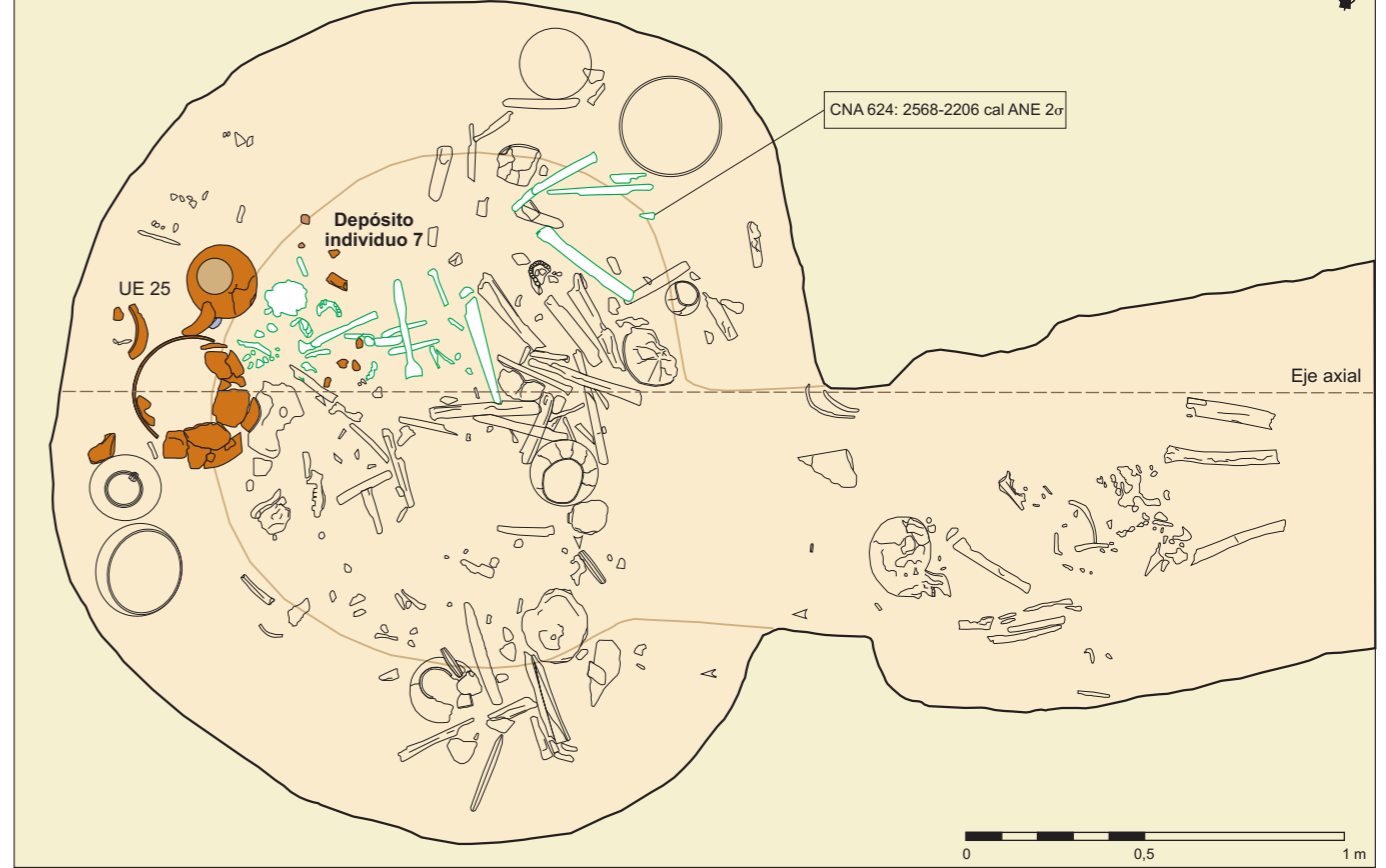 CNA 624: 2568-2206 cal ANE 2σ
Depósito
individuo 7
UE 25
Eje axial
0
0,5
1 m